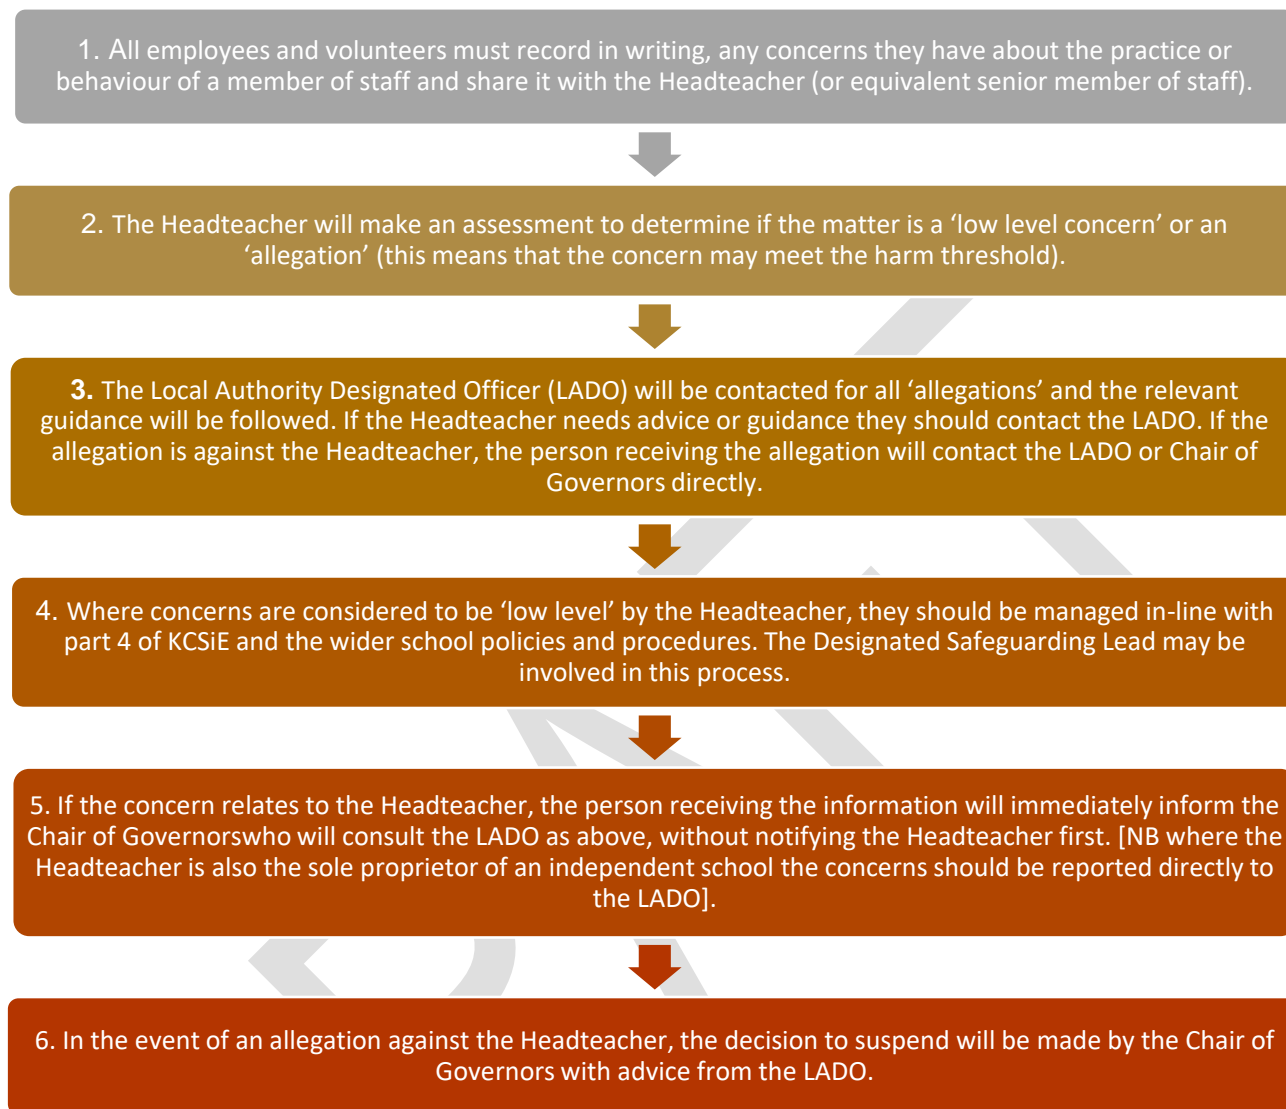 1. All employees and volunteers must record in writing, any concerns they have about the practice or
behaviour of a member of staff and share it with the Headteacher (or equivalent senior member of staff).
2. The Headteacher will make an assessment to determine if the matter is a ‘low level concern’ or an
‘allegation’ (this means that the concern may meet the harm threshold).
3. The Local Authority Designated Officer (LADO) will be contacted for all ‘allegations’ and the relevant
guidance will be followed. If the Headteacher needs advice or guidance they should contact the LADO. If the
allegation is against the Headteacher, the person receiving the allegation will contact the LADO or Chair of
Governors directly.
4. Where concerns are considered to be ‘low level’ by the Headteacher, they should be managed in-line with
part 4 of KCSiE and the wider school policies and procedures. The Designated Safeguarding Lead may be
involved in this process.
5. If the concern relates to the Headteacher, the person receiving the information will immediately inform the
Chair of Governorswho will consult the LADO as above, without notifying the Headteacher first. [NB where the
Headteacher is also the sole proprietor of an independent school the concerns should be reported directly to
the LADO].
6. In the event of an allegation against the Headteacher, the decision to suspend will be made by the Chair of
Governors with advice from the LADO.